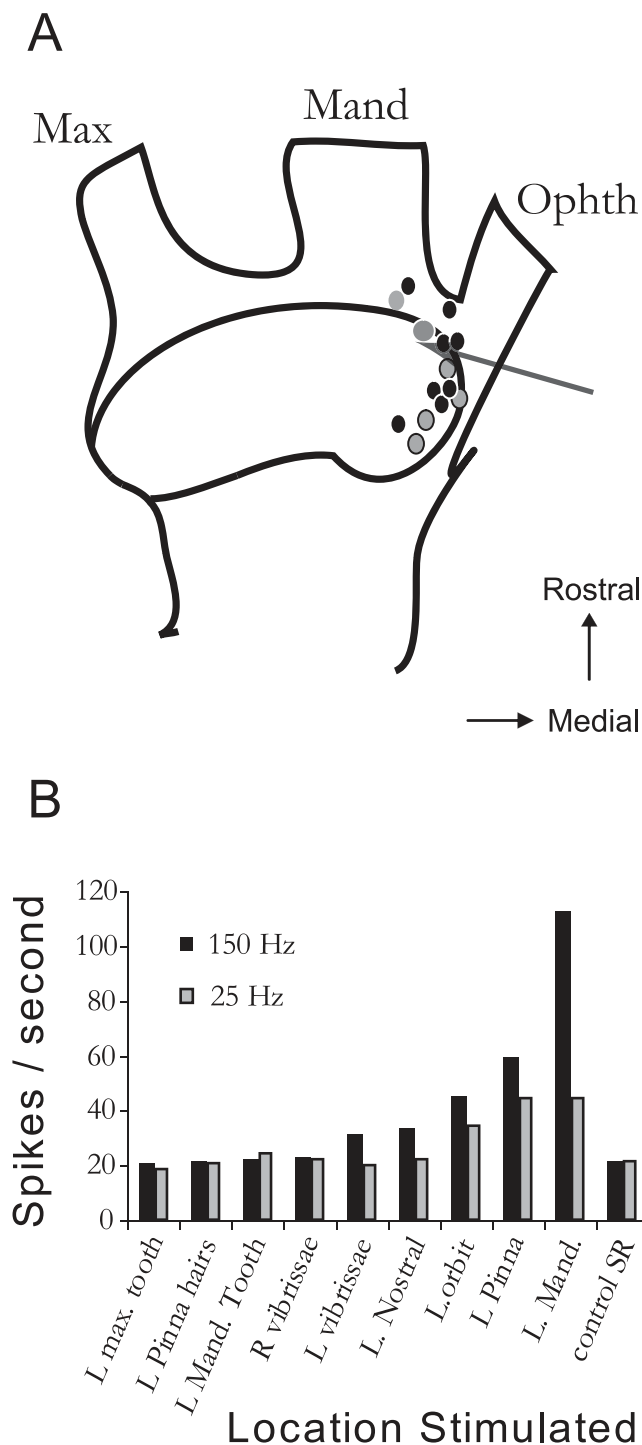 A
Max
Mand
Ophth
Rostral
Medial
B
Spikes / second
120
100
80
60
40
20
0
150 Hz
25 Hz
L max. tooth
L Pinna hairs
L Mand. Tooth
R vibrissae
L vibrissae
L. Nostral
L.orbit
L Pinna
L. Mand.
control SR
Location Stimulated